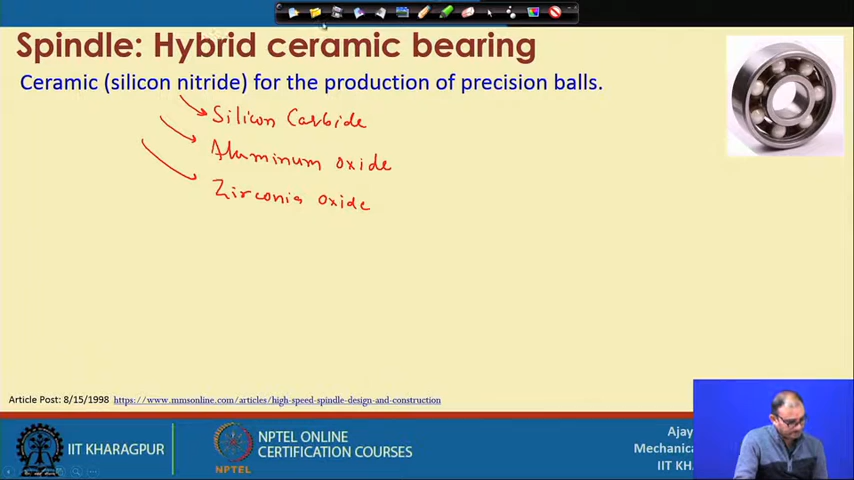 Spindle: Hybrid ceramic bearing
Ceramic (silicon nitride) for the production of precision balls.
Silicon Carbide
Aluminum oxide
Zirconia oxide
Article Post: 8/15/1998 https://www.mmsonline.com/articles/high-speed-spindle-design-and-construction
IIT KHARAGPUR
NPTEL
NPTEL ONLINE
CERTIFICATION COURSES
Ajay
Mechanical
IIT KHA